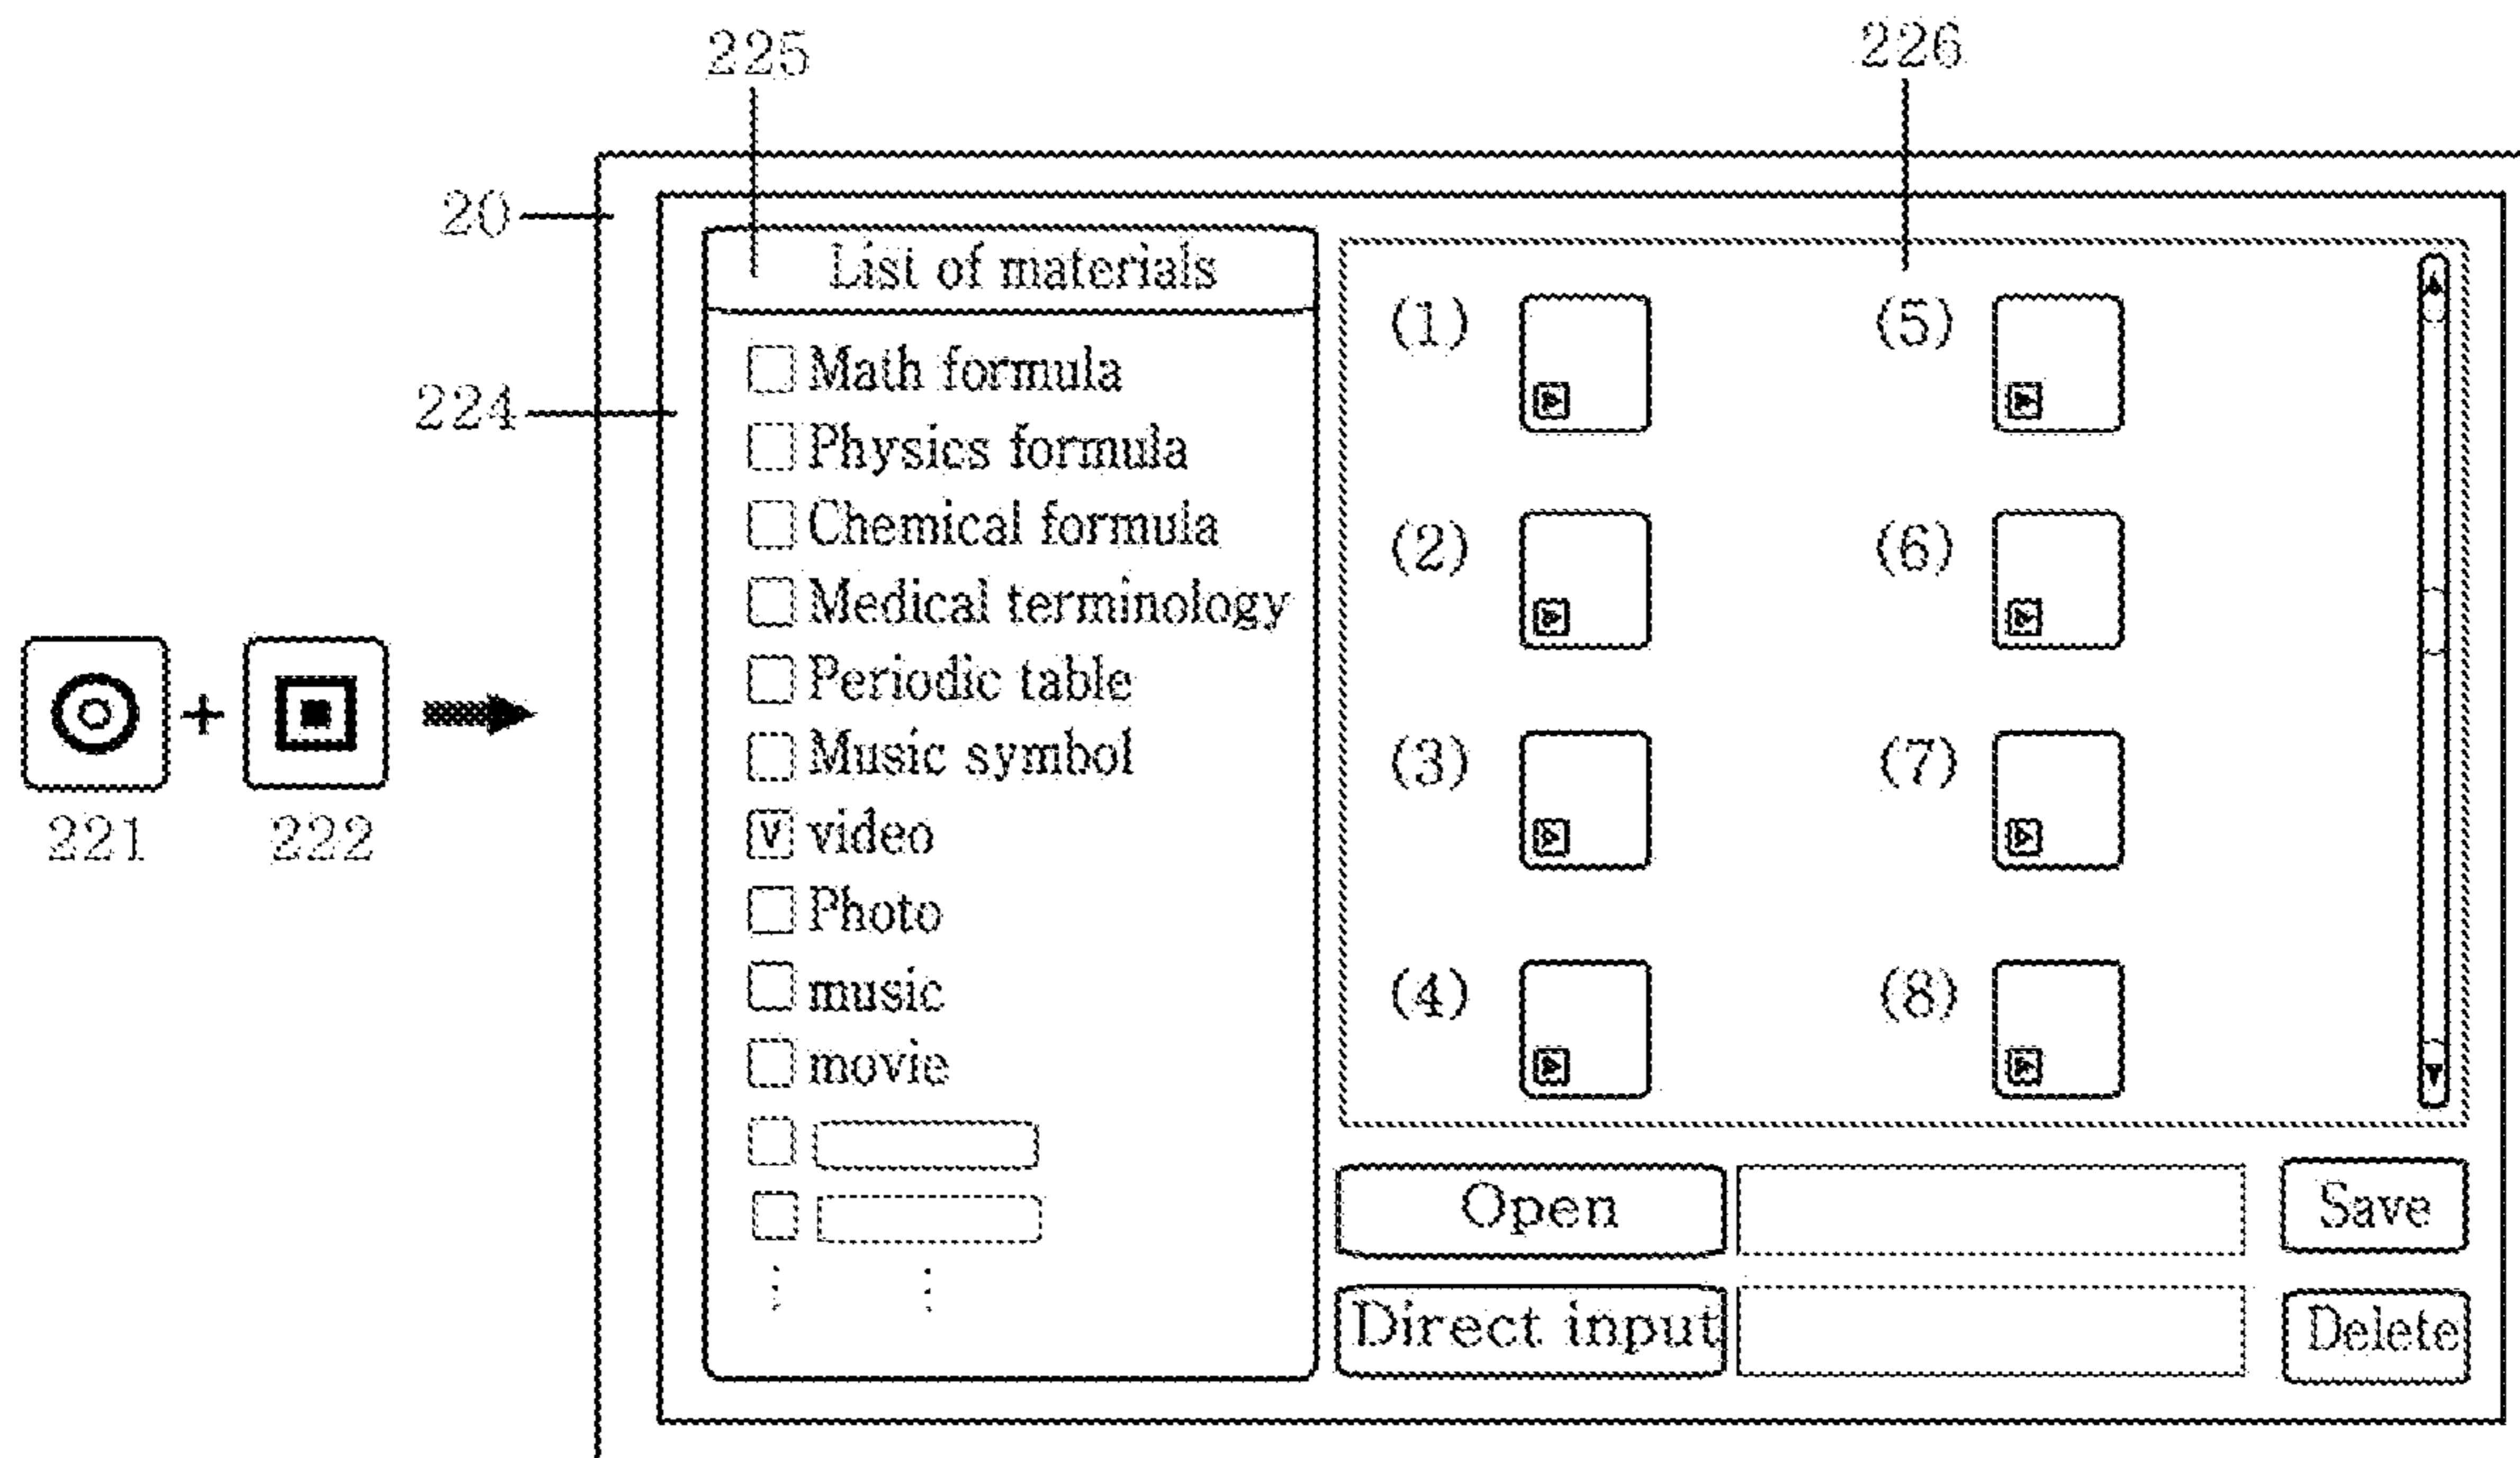 225
226
20
List of materials
224
Math formula
Physics formula
Chemical formula
Medical terminology
Periodic table
Music symbol
v video
Photo
music
movie
⋮ ⋮
(1)
(5)
(2)
(6)
(3)
(7)
(4)
(8)
Open
Save
Direct input
Delete
+
221
222